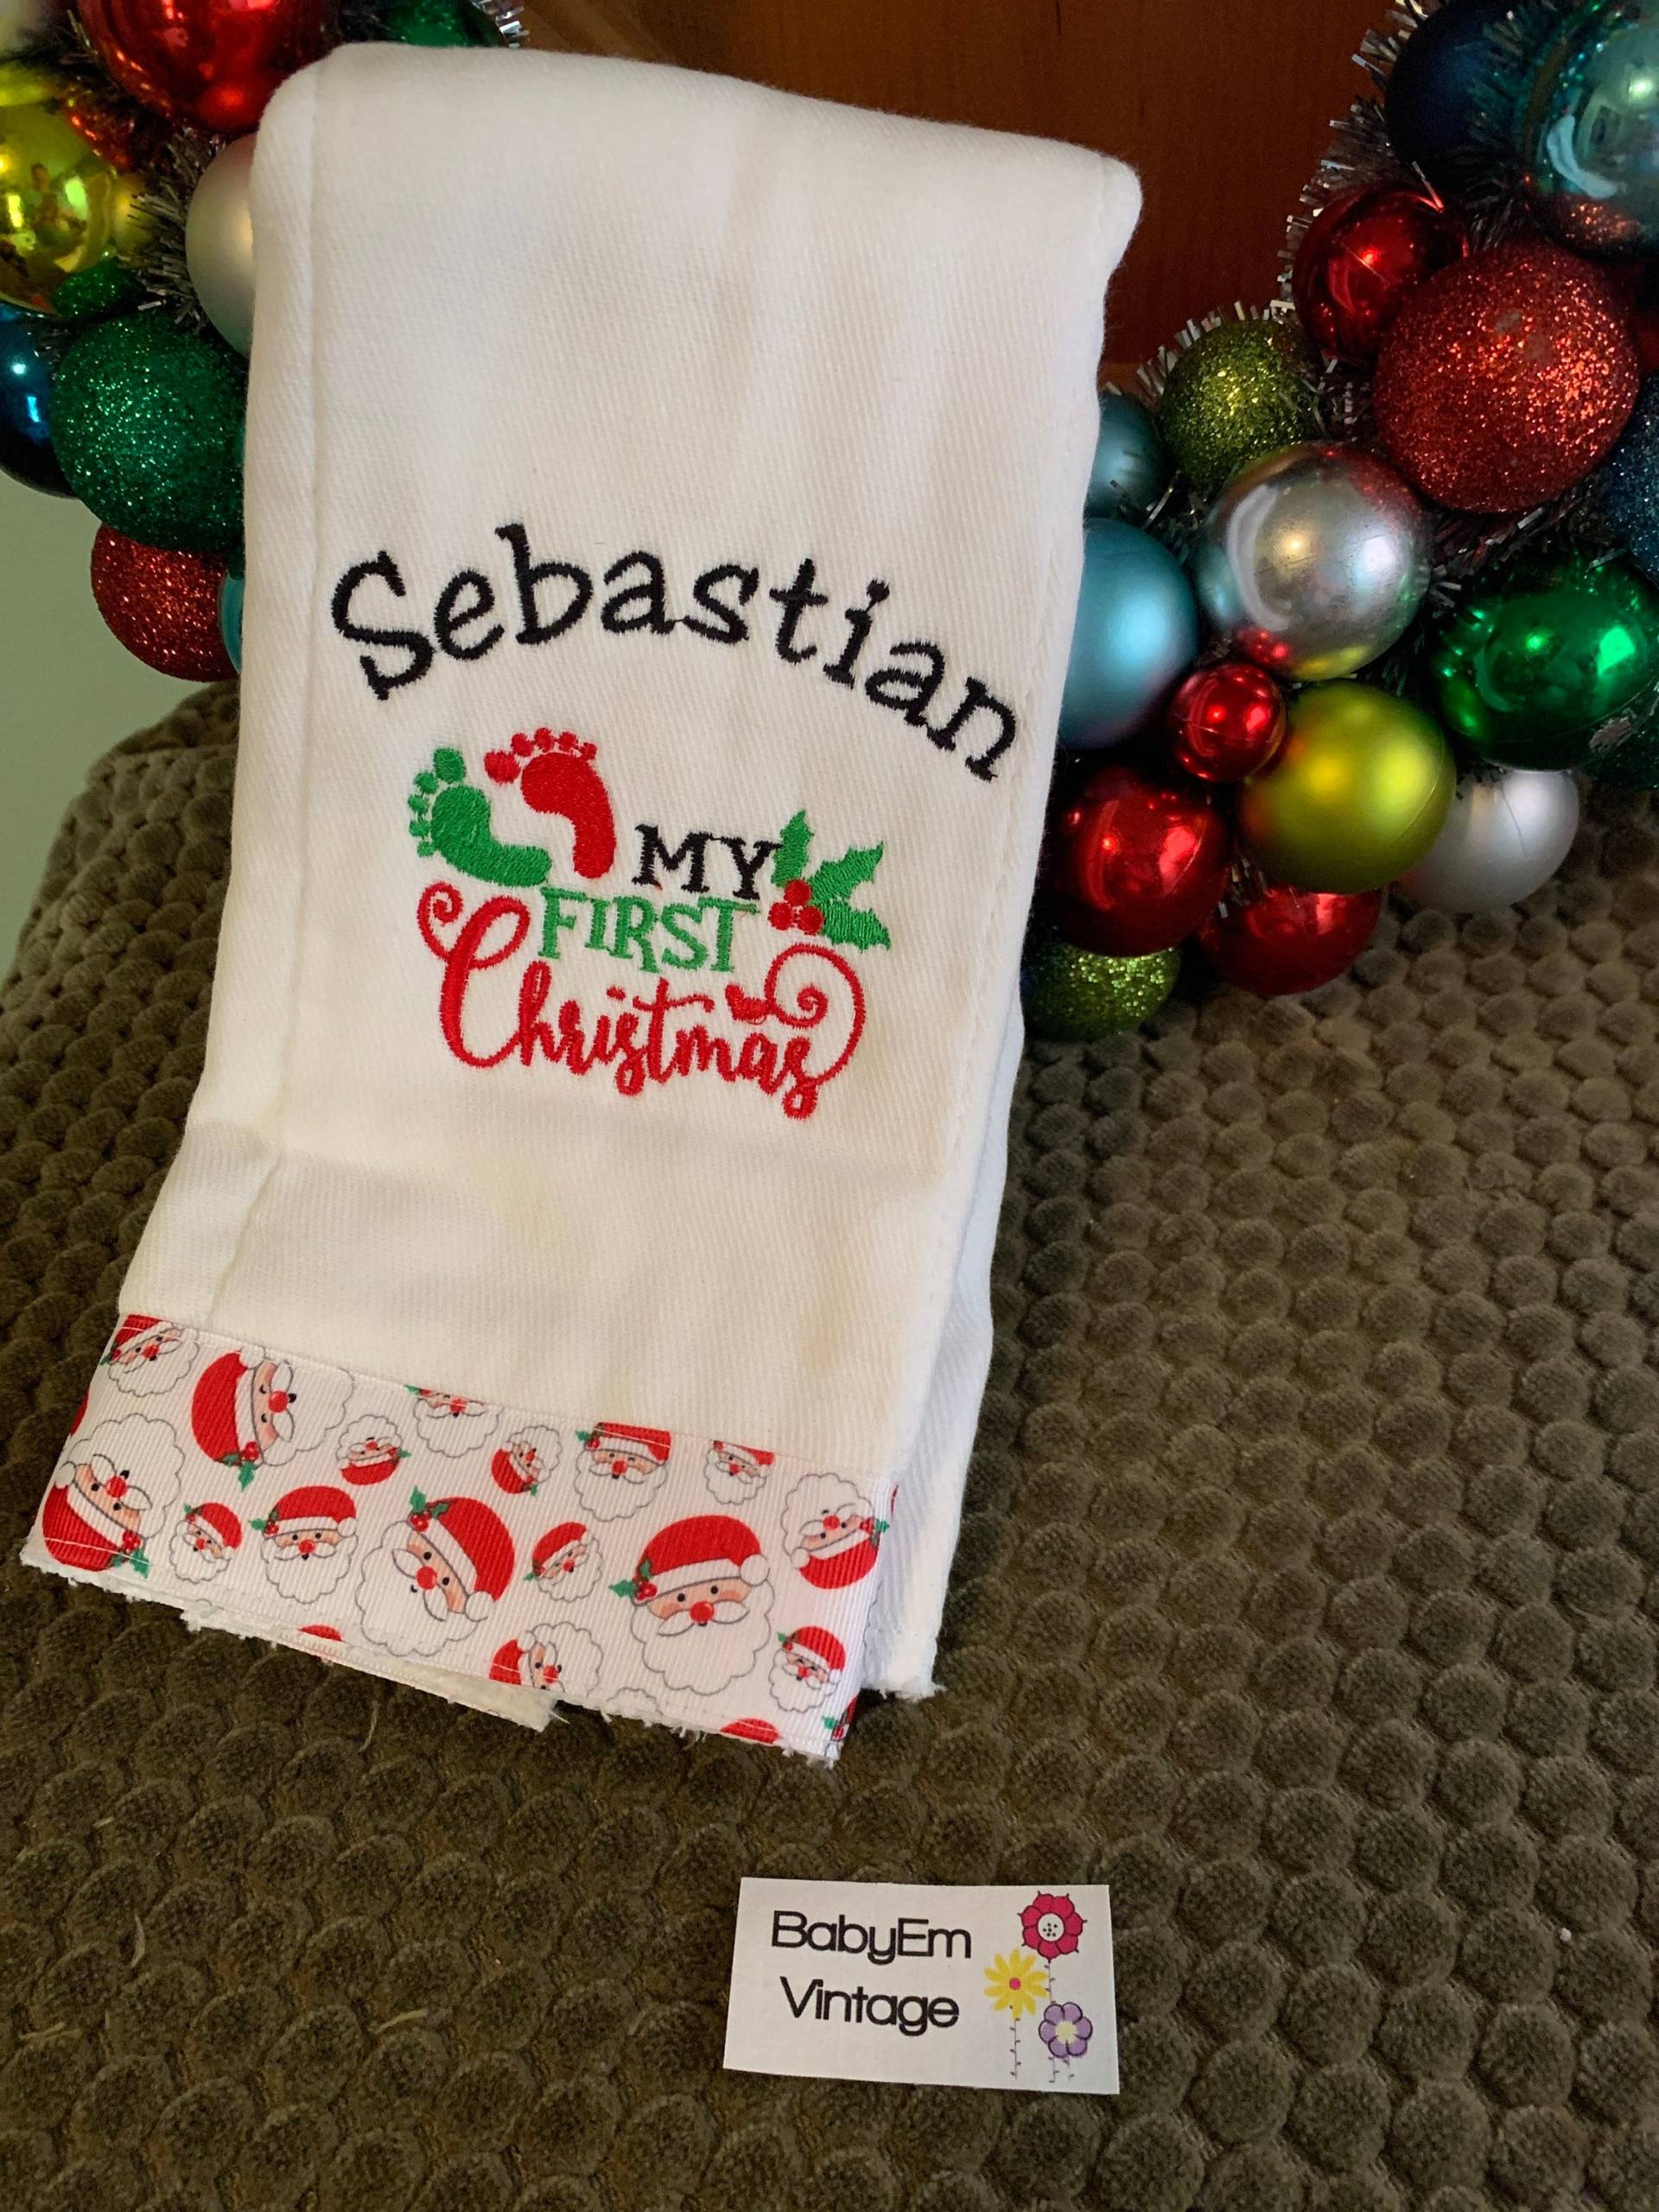 Sebastian
MY
FIRST
Christmas
BabyEm
Vintage